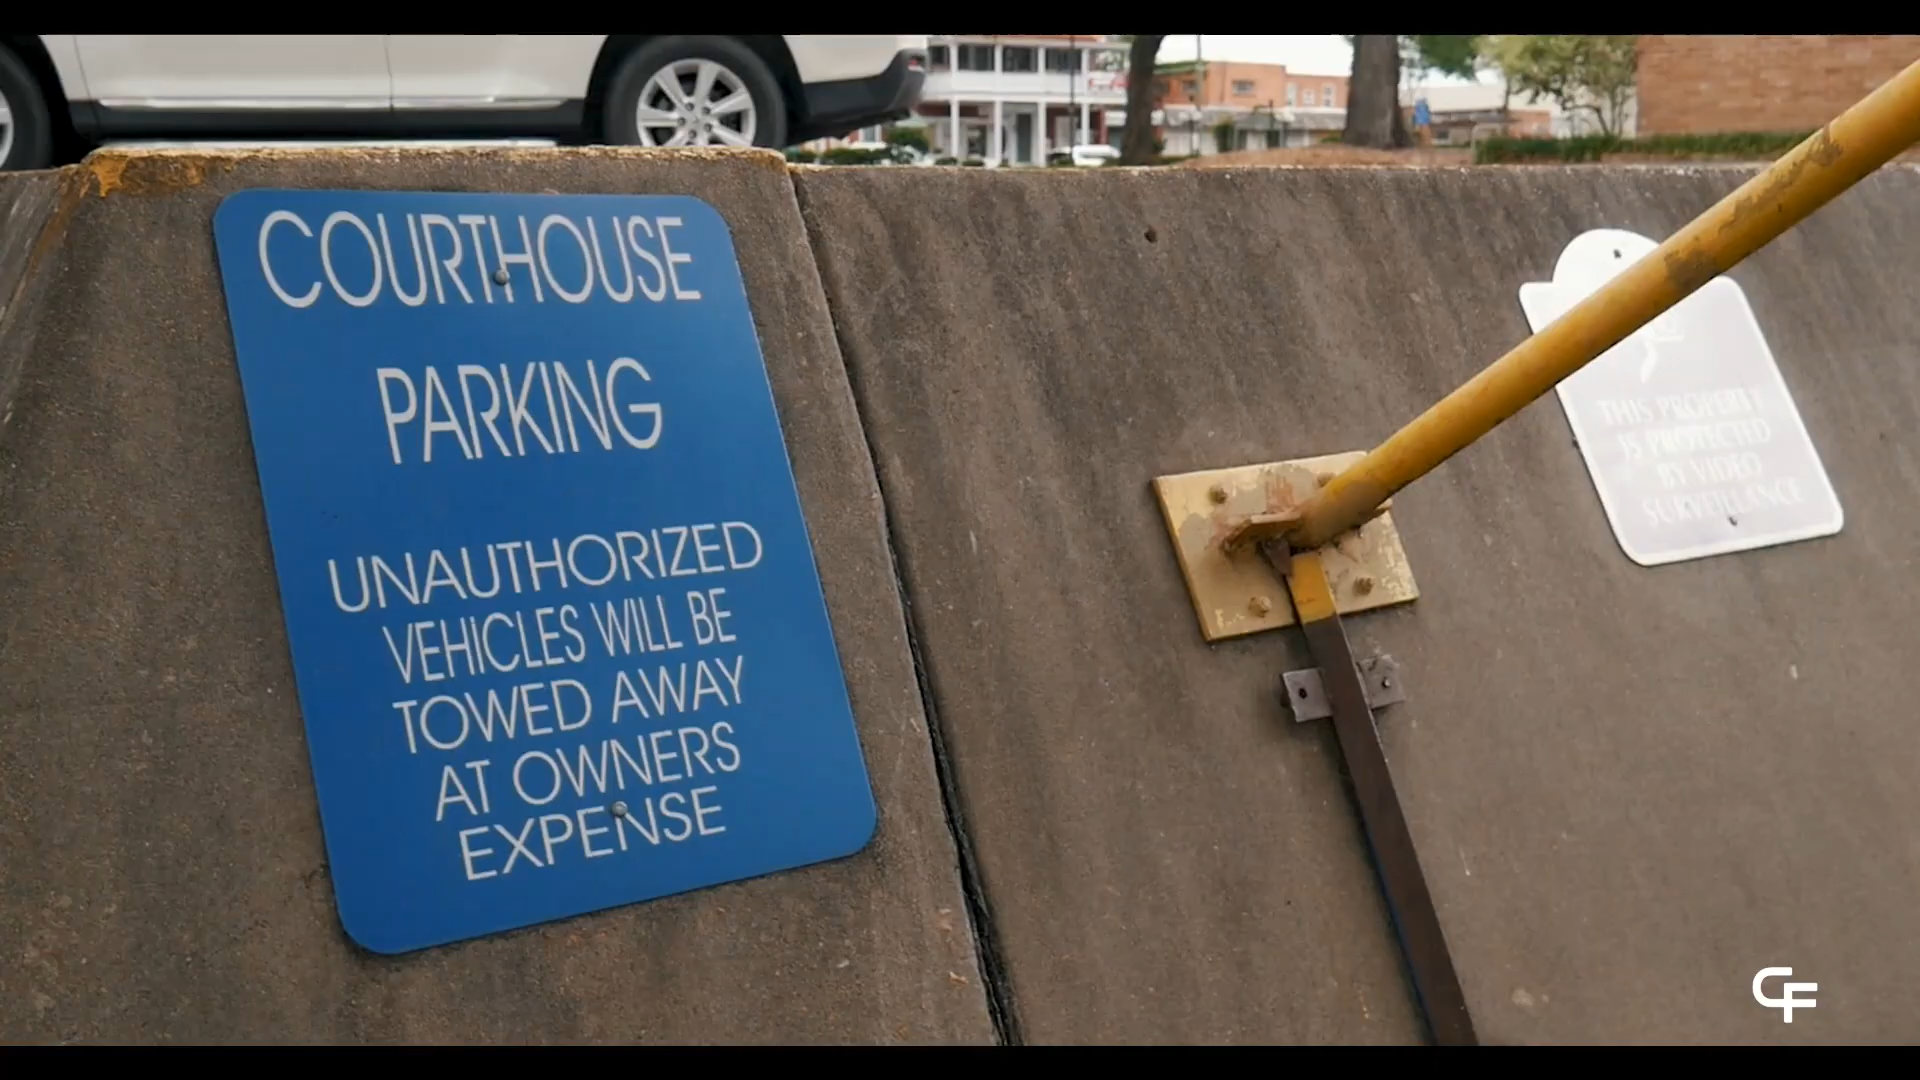 COURTHOUSE
PARKING
UNAUTHORIZED
VEHICLES WILL BE
TOWED AWAY
AT OWNERS
EXPENSE
THIS PROPERTY
IS PROTECTED
BY VIDEO
SURVEILLANCE
CF